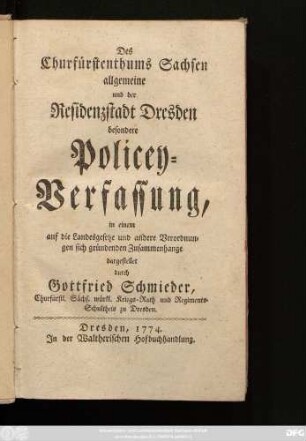 Des
Churfürstenthums Sachsen
allgemeine
und der
Residenzstadt Dresden
besondere
Policey-
Verfassung,
in einem
auf die Landesgesetze und andere Verordnun-
gen sich gründenden Zusammenhange
dargestellet
durch
Gottfried Schmieder,
Churfürstl. Sächs. würkl. Kriegs-Rath und Regiments-
Schultheis zu Dresden.
Dresden, 1774.
In der Waltherischen Hofbuchhandlung.